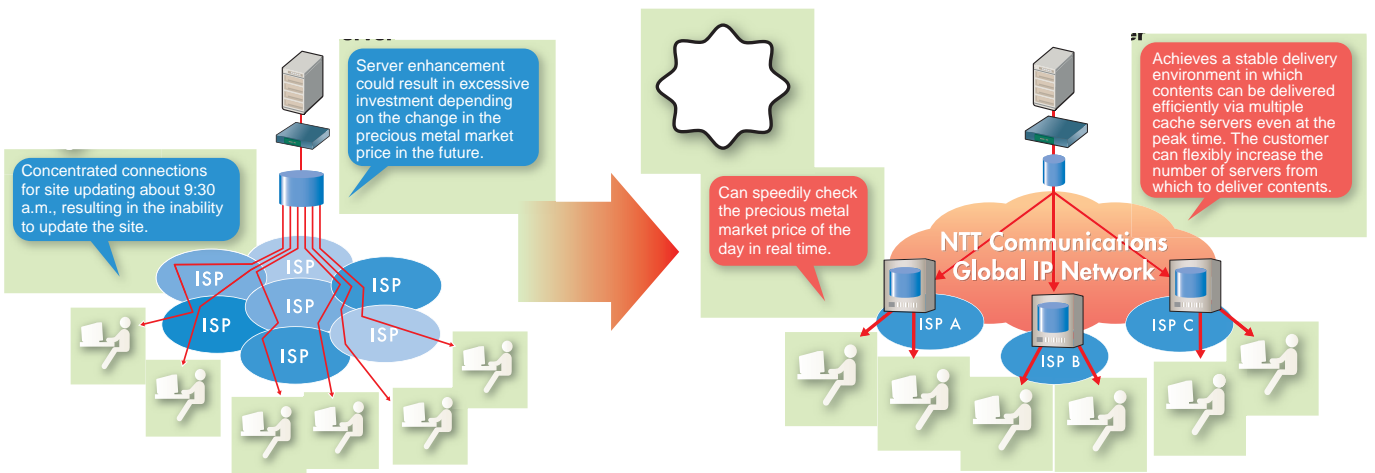 Server enhancement
could result in excessive
investment depending
on the change in the
precious metal market
price in the future.
Concentrated connections
for site updating about 9:30
a.m., resulting in the inability
to update the site.
ISP
ISP
ISP
ISP
ISP
ISP
ISP
Achieves a stable delivery
environment in which
contents can be delivered
efficiently via multiple
cache servers even at the
peak time. The customer
can flexibly increase the
number of servers from
which to deliver contents.
Can speedily check
the precious metal
market price of the
day in real time.
NTT Communications
Global IP Network
ISP A
ISP B
ISP C